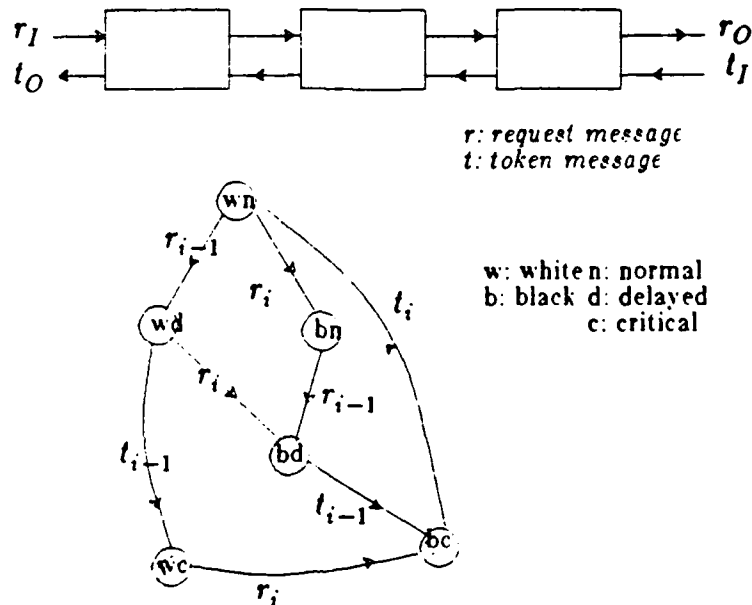 r_I r_O
t_O t_I
r: request message
t: token message
wn
r_{i-1}
r_i
t_i
w: white n: normal
b: black d: delayed
c: critical
wd
bn
r_i
r_{i-1}
bd
t_{i-1}
t_{i-1}
bc
wc
r_i